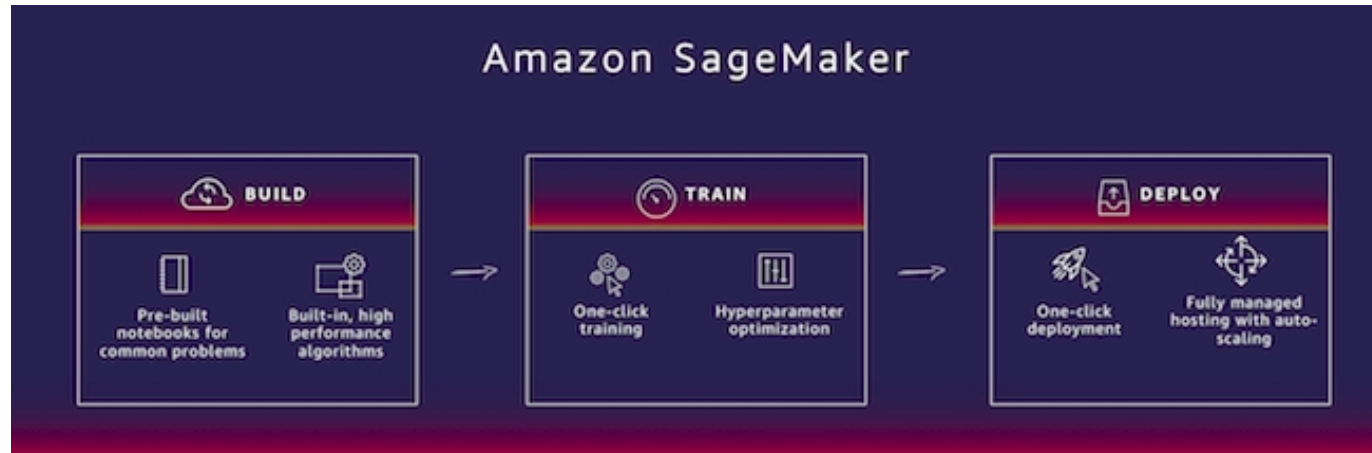 Amazon SageMaker
BUILD
Pre-built
notebooks for
common problems
Built-in, high
performance
algorithms
TRAIN
One-click
training
Hyperparameter
optimization
DEPLOY
One-click
deployment
Fully managed
hosting with auto-
scaling